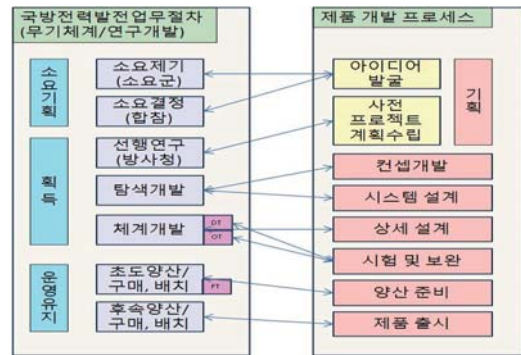 국방전력발전업무절차
(무기체계/연구개발)
소요기획
소요제기
(소요군)
소요결정
(합참)
획득
선행연구
(방사청)
탐색개발
체계개발
DT
OT
운영유지
초도양산/
구매, 배치
FT
후속양산/
구매, 배치
제품 개발 프로세스
아이디어
발굴
사전
프로젝트
계획수립
기획
컨셉개발
시스템 설계
상세 설계
시험 및 보완
양산 준비
제품 출시